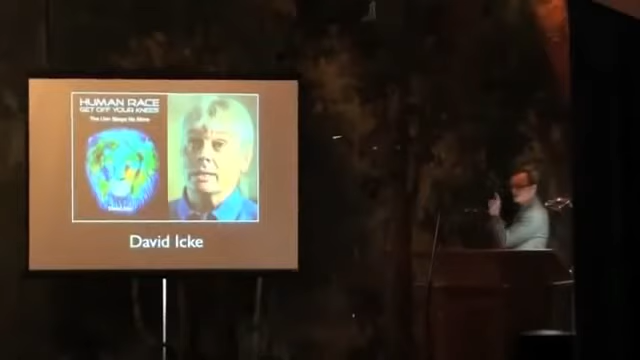 HUMAN RACE
GET OFF YOUR KNEES
The Lion Sleeps No More
David Icke